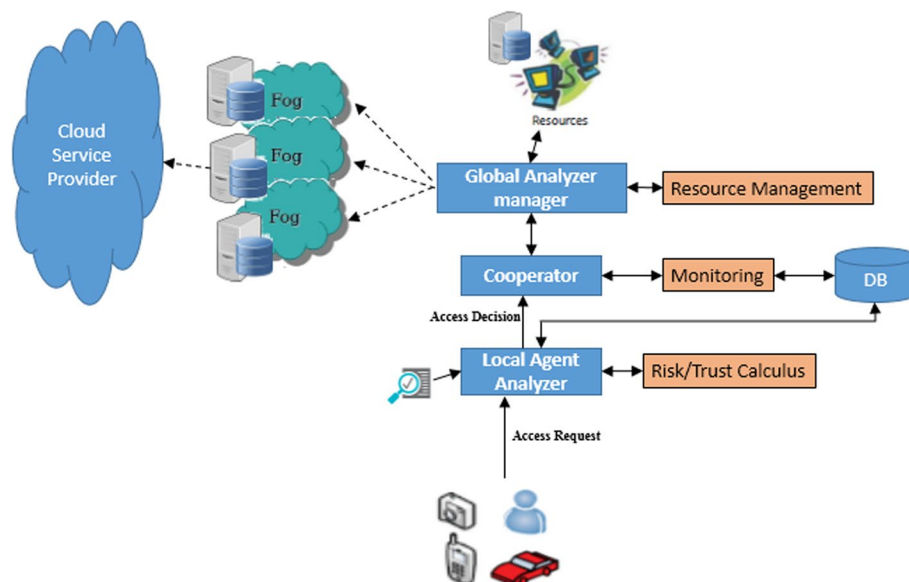 Resources
Cloud
Service
Provider
Fog
Fog
Fog
Global Analyzer
manager
Resource Management
Cooperator
Monitoring
DB
Access Decision
Local Agent
Analyzer
Risk/Trust Calculus
Access Request